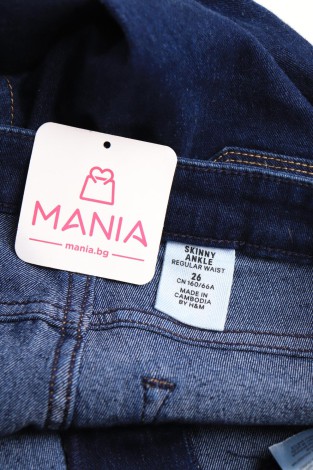 MANIA
mania.bg
SKINNY
ANKLE
REGULAR WAIST
26
CN 160/66A
MADE IN
CAMBODIA
BY H&M